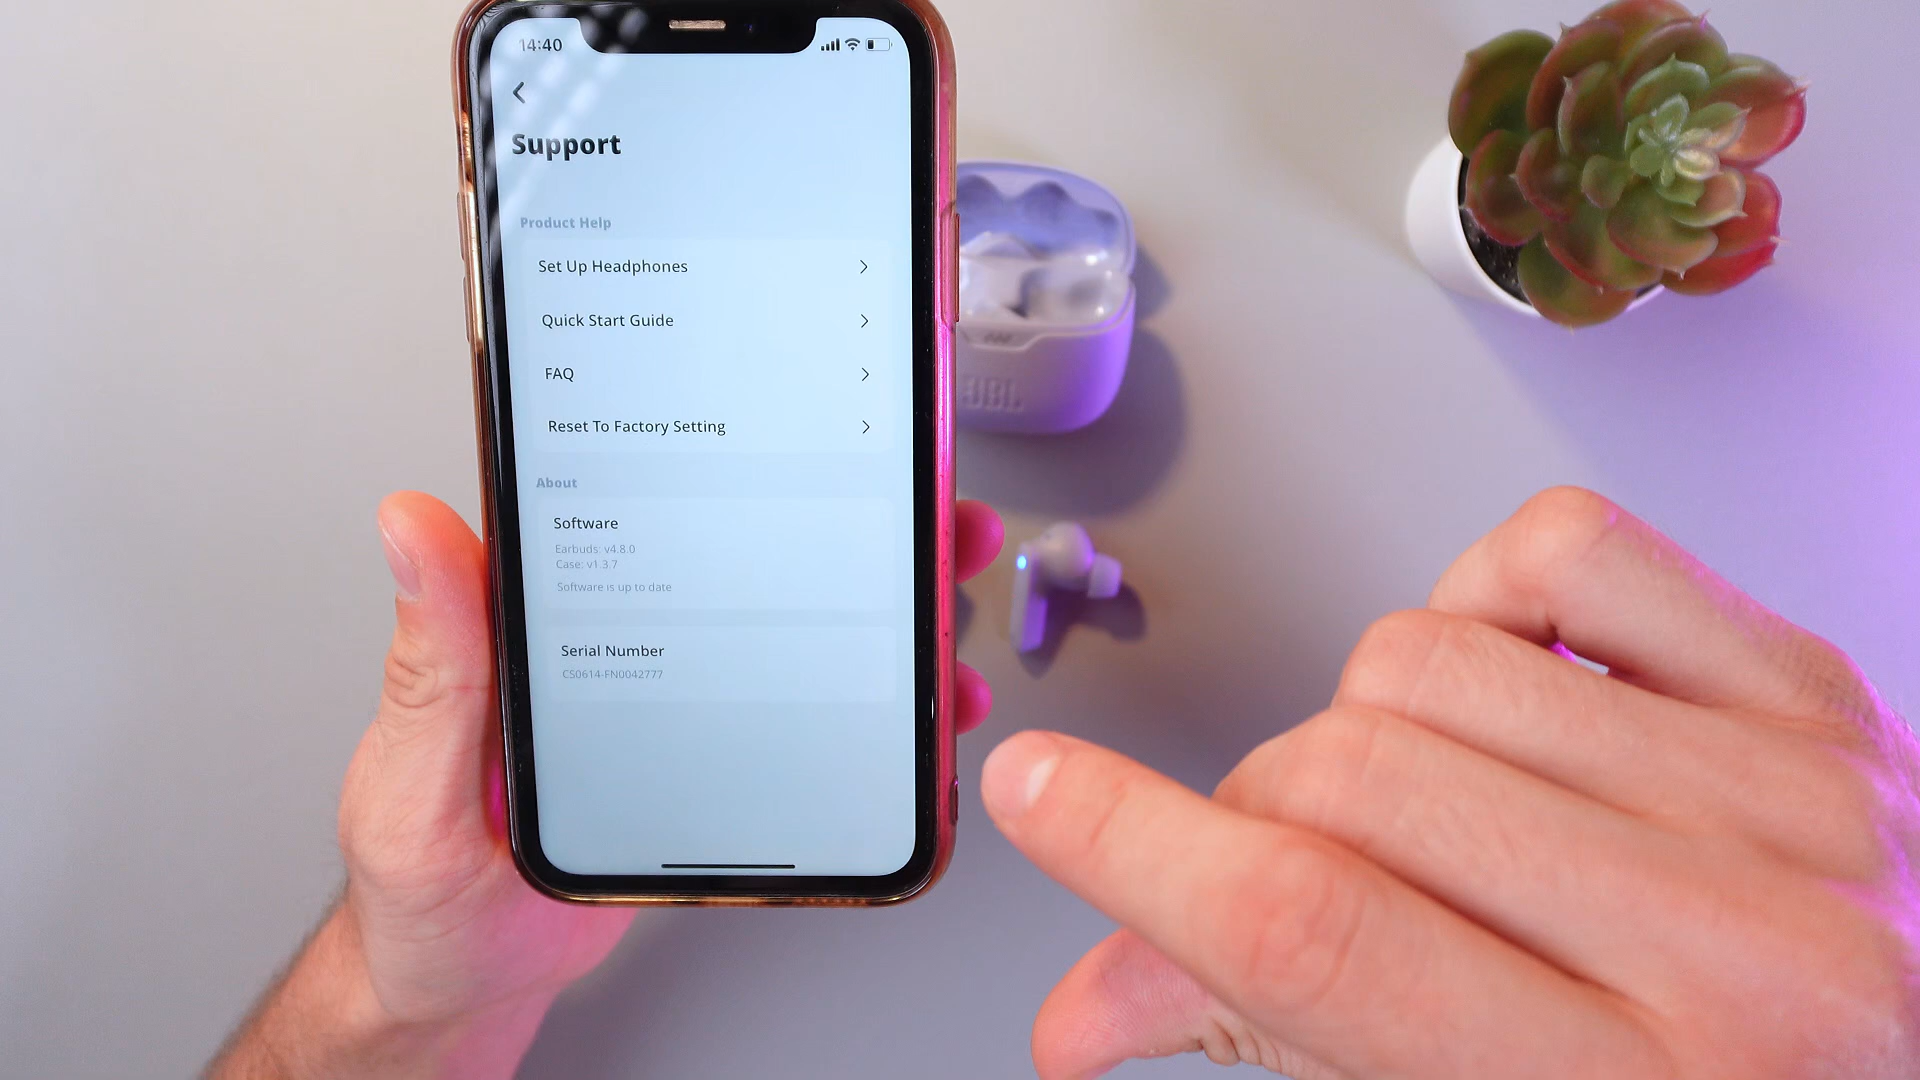 14:40
Support
Product Help
Set Up Headphones
Quick Start Guide
FAQ
Reset To Factory Setting
About
Software
Earbuds: v4.8.0
Case: v1.3.7
Software is up to date
Serial Number
CS0614-FN0042777
JBL